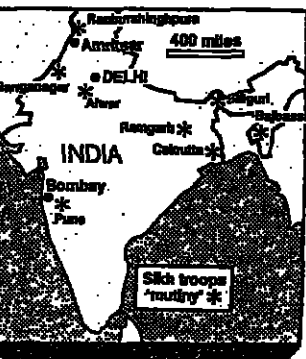 Amritsar
400 miles
DELHI
Alwar
Siliguri
Ramgarh
INDIA
Calcutta
Bombay
Pune
Sikh troops
"mutiny"